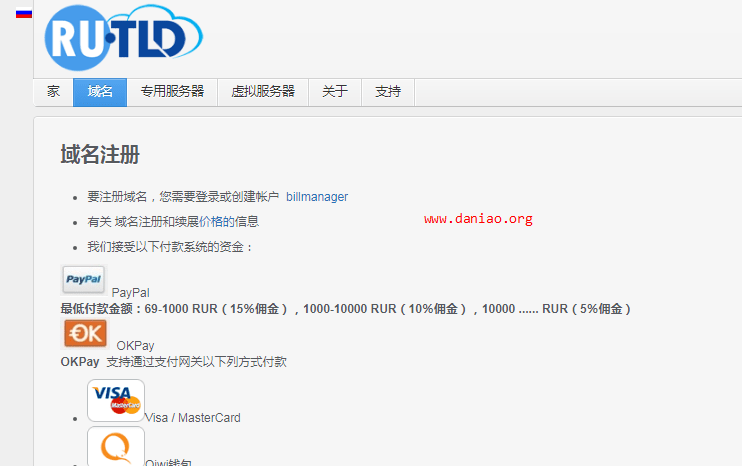 RU·TLD
家 域名 专用服务器 虚拟服务器 关于 支持
域名注册
要注册域名，您需要登录或创建帐户 billmanager
有关 域名注册和续展价格的信息
www.daniao.org
我们接受以下付款系统的资金：
PayPal PayPal
最低付款金额：69-1000 RUR（15%佣金），1000-10000 RUR（10%佣金），10000 ...... RUR（5%佣金）
OK OKPay
OKPay 支持通过支付网关以下列方式付款
VISA MasterCard Visa / MasterCard
Qiwi钱包